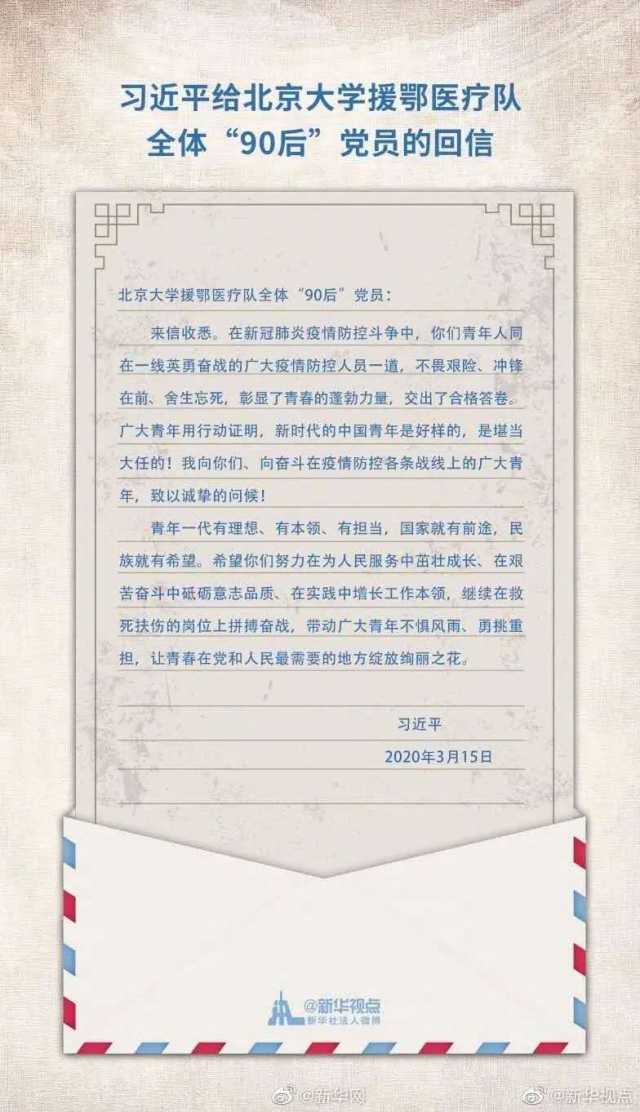 习近平给北京大学援鄂医疗队
全体“90后”党员的回信
北京大学援鄂医疗队全体“90后”党员：
来信收悉。在新冠肺炎疫情防控斗争中，你们青年人同
在一线英勇奋战的广大疫情防控人员一道，不畏艰险、冲锋
在前、舍生忘死，彰显了青春的蓬勃力量，交出了合格答卷。
广大青年用行动证明，新时代的中国青年是好样的，是堪当
大任的！我向你们、向奋斗在疫情防控各条战线上的广大青
年，致以诚挚的问候！
青年一代有理想、有本领、有担当，国家就有前途，民
族就有希望。希望你们努力在为人民服务中茁壮成长、在艰
苦奋斗中砥砺意志品质、在实践中增长工作本领，继续在救
死扶伤的岗位上拼搏奋战，带动广大青年不惧风雨、勇挑重
担，让青春在党和人民最需要的地方绽放绚丽之花。
习近平
2020年3月15日
@新华视点
新华社法人微博
@新华网
@新华视点